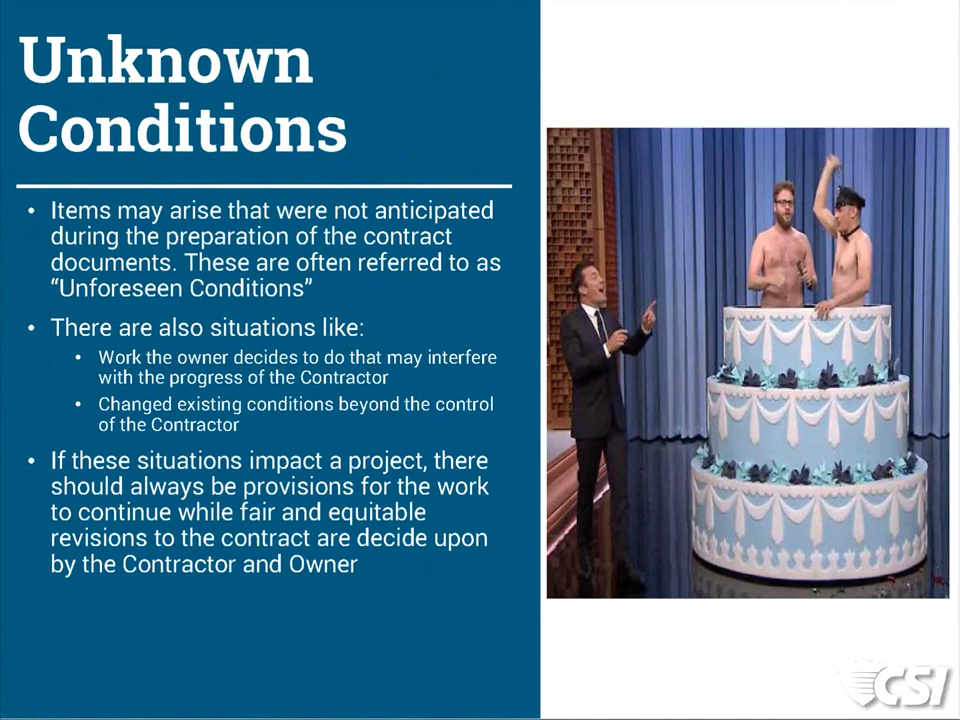 Unknown
Conditions
• Items may arise that were not anticipated
during the preparation of the contract
documents. These are often referred to as
“Unforeseen Conditions”
• There are also situations like:
• Work the owner decides to do that may interfere
with the progress of the Contractor
• Changed existing conditions beyond the control
of the Contractor
• If these situations impact a project, there
should always be provisions for the work
to continue while fair and equitable
revisions to the contract are decide upon
by the Contractor and Owner
CSI